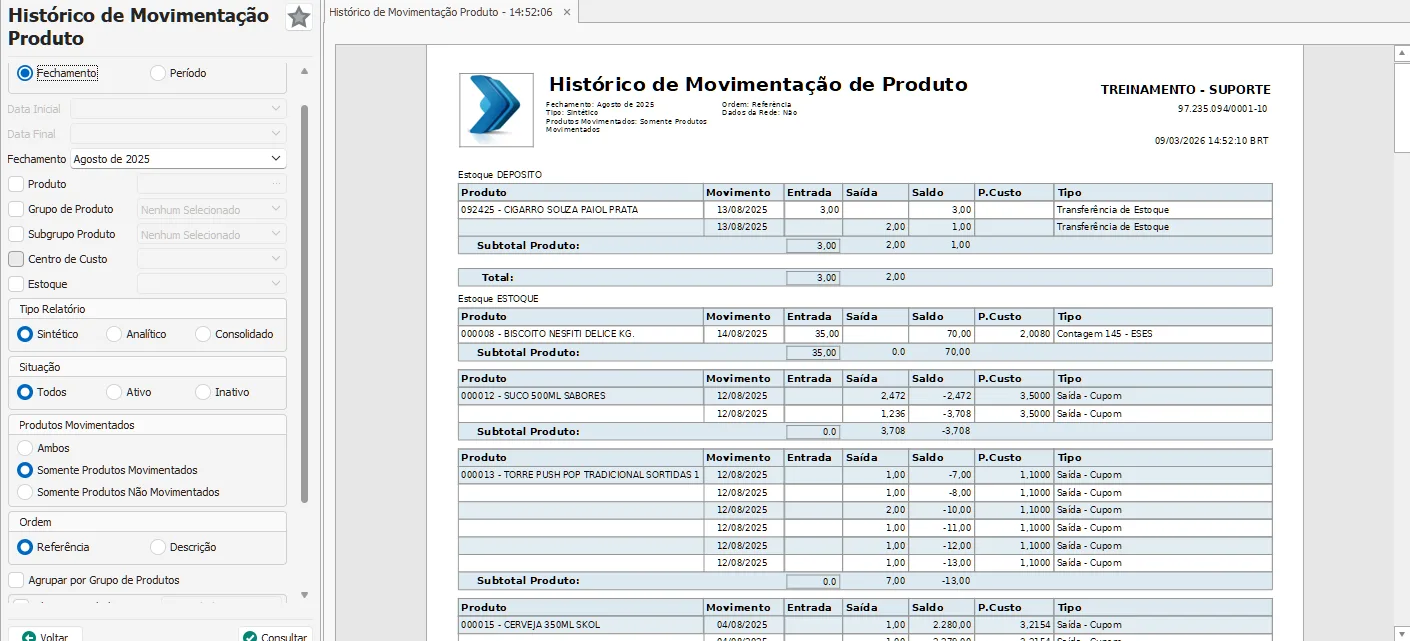 Histórico de Movimentação
Produto
Fechamento Período
Data Inicial
Data Final
Fechamento Agosto de 2025
Produto ...
Grupo de Produto Nenhum Selecionado
Subgrupo Produto Nenhum Selecionado
Centro de Custo
Estoque
Tipo Relatório
Sintético Analítico Consolidado
Situação
Todos Ativo Inativo
Produtos Movimentados
Ambos
Somente Produtos Movimentados
Somente Produtos Não Movimentados
Ordem
Referência Descrição
Agrupar por Grupo de Produtos
Voltar Consultar
Histórico de Movimentação Produto - 14:52:06 ×
Histórico de Movimentação de Produto
Fechamento: Agosto de 2025 Ordem: Referência
Tipo: Sintético Dados da Rede: Não
Produtos Movimentados: Somente Produtos
Movimentados
TREINAMENTO - SUPORTE
97.235.094/0001-10
09/03/2026 14:52:10 BRT
Estoque DEPOSITO
Produto Movimento Entrada Saída Saldo P.Custo Tipo
092425 - CIGARRO SOUZA PAIOL PRATA 13/08/2025 3,00 3,00 Transferência de Estoque
13/08/2025 2,00 1,00 Transferência de Estoque
Subtotal Produto: 3,00 2,00 1,00
Total: 3,00 2,00
Estoque ESTOQUE
Produto Movimento Entrada Saída Saldo P.Custo Tipo
000008 - BISCOITO NESFITI DELICE KG. 14/08/2025 35,00 70,00 2,0080 Contagem 145 - ESES
Subtotal Produto: 35,00 0.0 70,00
Produto Movimento Entrada Saída Saldo P.Custo Tipo
000012 - SUCO 500ML SABORES 12/08/2025 2,472 -2,472 3,5000 Saída - Cupom
12/08/2025 1,236 -3,708 3,5000 Saída - Cupom
Subtotal Produto: 0.0 3,708 -3,708
Produto Movimento Entrada Saída Saldo P.Custo Tipo
000013 - TORRE PUSH POP TRADICIONAL SORTIDAS 1 12/08/2025 1,00 -7,00 1,1000 Saída - Cupom
12/08/2025 1,00 -8,00 1,1000 Saída - Cupom
12/08/2025 2,00 -10,00 1,1000 Saída - Cupom
12/08/2025 1,00 -11,00 1,1000 Saída - Cupom
12/08/2025 1,00 -12,00 1,1000 Saída - Cupom
12/08/2025 1,00 -13,00 1,1000 Saída - Cupom
Subtotal Produto: 0.0 7,00 -13,00
Produto Movimento Entrada Saída Saldo P.Custo Tipo
000015 - CERVEJA 350ML SKOL 04/08/2025 1,00 2.280,00 3,2154 Saída - Cupom